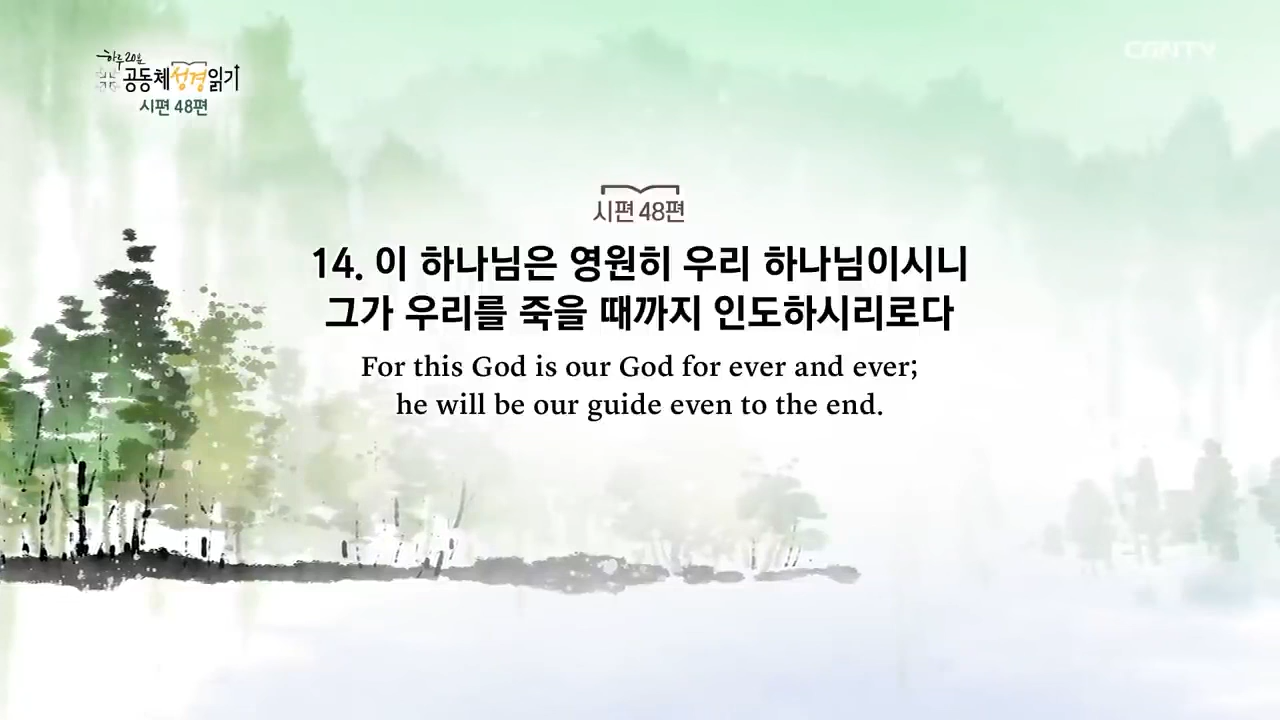 하루 20분
공동체성경읽기
시편 48편
CGNTV
시편 48편
14. 이 하나님은 영원히 우리 하나님이시니
그가 우리를 죽을 때까지 인도하시리로다
For this God is our God for ever and ever;
he will be our guide even to the end.